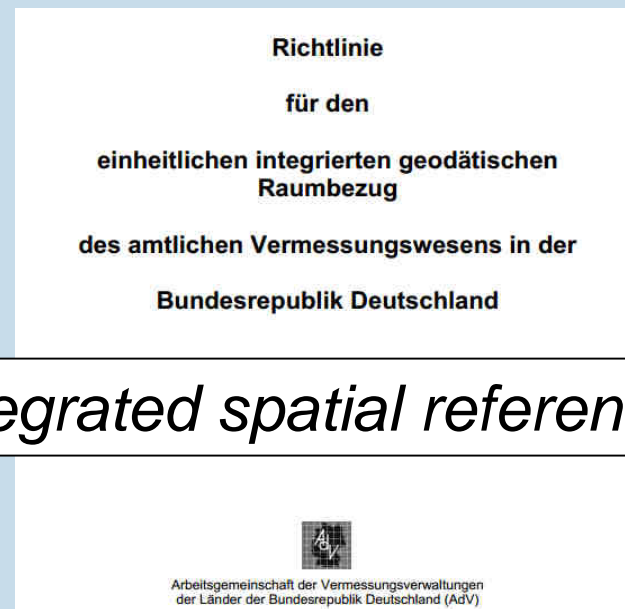 Richtlinie
für den
einheitlichen integrierten geodätischen
Raumbezug
des amtlichen Vermessungswesens in der
Bundesrepublik Deutschland
egrated spatial referen
AdV
Arbeitsgemeinschaft der Vermessungsverwaltungen
der Länder der Bundesrepublik Deutschland (AdV)